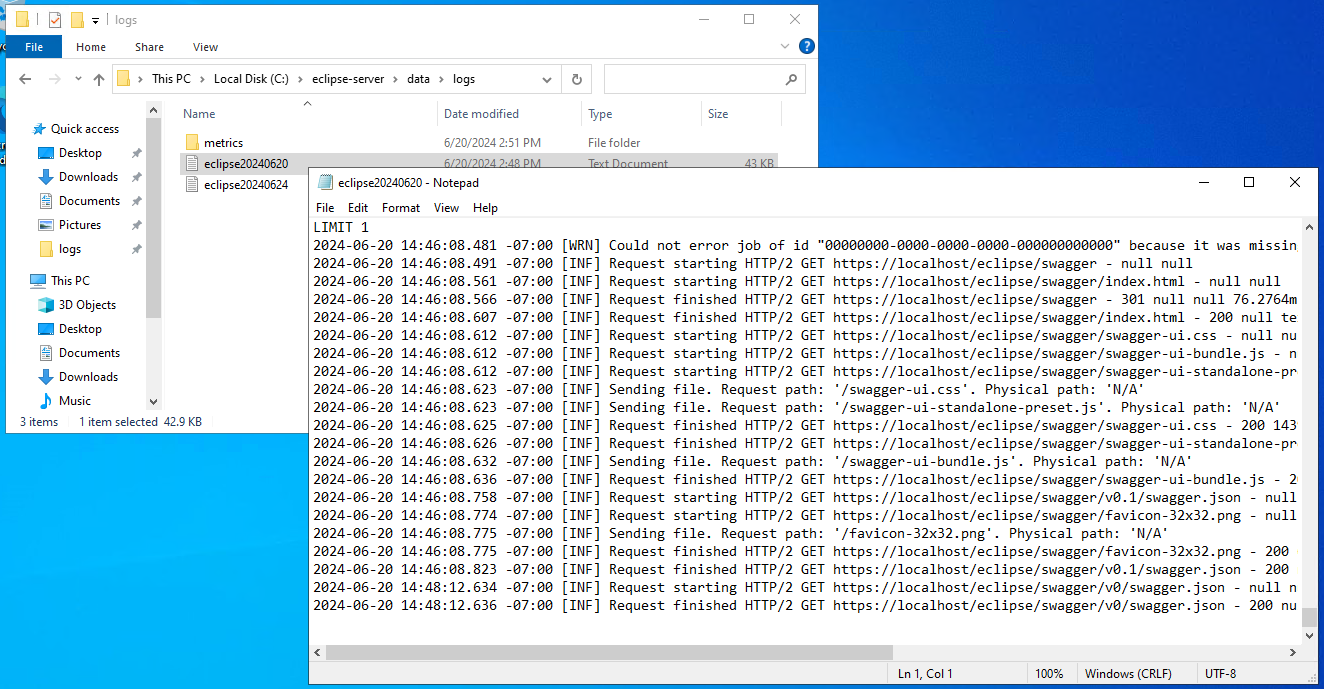 logs
File Home Share View
This PC Local Disk (C:) eclipse-server data logs
Name Date modified Type Size
Quick access
Desktop
Downloads
Documents
Pictures
logs
This PC
3D Objects
Desktop
Documents
Downloads
Music
metrics 6/20/2024 2:51 PM File folder
eclipse20240620 6/20/2024 2:48 PM Text Document 43 KB
eclipse20240624
3 items 1 item selected 42.9 KB
eclipse20240620 - Notepad
File Edit Format View Help
LIMIT 1
2024-06-20 14:46:08.481 -07:00 [WRN] Could not error job of id "00000000-0000-0000-0000-000000000000" because it was missin
2024-06-20 14:46:08.491 -07:00 [INF] Request starting HTTP/2 GET https://localhost/eclipse/swagger - null null
2024-06-20 14:46:08.561 -07:00 [INF] Request starting HTTP/2 GET https://localhost/eclipse/swagger/index.html - null null
2024-06-20 14:46:08.566 -07:00 [INF] Request finished HTTP/2 GET https://localhost/eclipse/swagger - 301 null null 76.2764m
2024-06-20 14:46:08.607 -07:00 [INF] Request finished HTTP/2 GET https://localhost/eclipse/swagger/index.html - 200 null te
2024-06-20 14:46:08.612 -07:00 [INF] Request starting HTTP/2 GET https://localhost/eclipse/swagger/swagger-ui.css - null nu
2024-06-20 14:46:08.612 -07:00 [INF] Request starting HTTP/2 GET https://localhost/eclipse/swagger/swagger-ui-bundle.js - n
2024-06-20 14:46:08.612 -07:00 [INF] Request starting HTTP/2 GET https://localhost/eclipse/swagger/swagger-ui-standalone-pr
2024-06-20 14:46:08.623 -07:00 [INF] Sending file. Request path: '/swagger-ui.css'. Physical path: 'N/A'
2024-06-20 14:46:08.623 -07:00 [INF] Sending file. Request path: '/swagger-ui-standalone-preset.js'. Physical path: 'N/A'
2024-06-20 14:46:08.625 -07:00 [INF] Request finished HTTP/2 GET https://localhost/eclipse/swagger/swagger-ui.css - 200 143
2024-06-20 14:46:08.626 -07:00 [INF] Request finished HTTP/2 GET https://localhost/eclipse/swagger/swagger-ui-standalone-pr
2024-06-20 14:46:08.632 -07:00 [INF] Sending file. Request path: '/swagger-ui-bundle.js'. Physical path: 'N/A'
2024-06-20 14:46:08.636 -07:00 [INF] Request finished HTTP/2 GET https://localhost/eclipse/swagger/swagger-ui-bundle.js - 2
2024-06-20 14:46:08.758 -07:00 [INF] Request starting HTTP/2 GET https://localhost/eclipse/swagger/v0.1/swagger.json - null
2024-06-20 14:46:08.774 -07:00 [INF] Request starting HTTP/2 GET https://localhost/eclipse/swagger/favicon-32x32.png - null
2024-06-20 14:46:08.775 -07:00 [INF] Sending file. Request path: '/favicon-32x32.png'. Physical path: 'N/A'
2024-06-20 14:46:08.775 -07:00 [INF] Request finished HTTP/2 GET https://localhost/eclipse/swagger/favicon-32x32.png - 200
2024-06-20 14:46:08.823 -07:00 [INF] Request finished HTTP/2 GET https://localhost/eclipse/swagger/v0.1/swagger.json - 200
2024-06-20 14:48:12.634 -07:00 [INF] Request starting HTTP/2 GET https://localhost/eclipse/swagger/v0/swagger.json - null n
2024-06-20 14:48:12.636 -07:00 [INF] Request finished HTTP/2 GET https://localhost/eclipse/swagger/v0/swagger.json - 200 nu
Ln 1, Col 1 100% Windows (CRLF) UTF-8